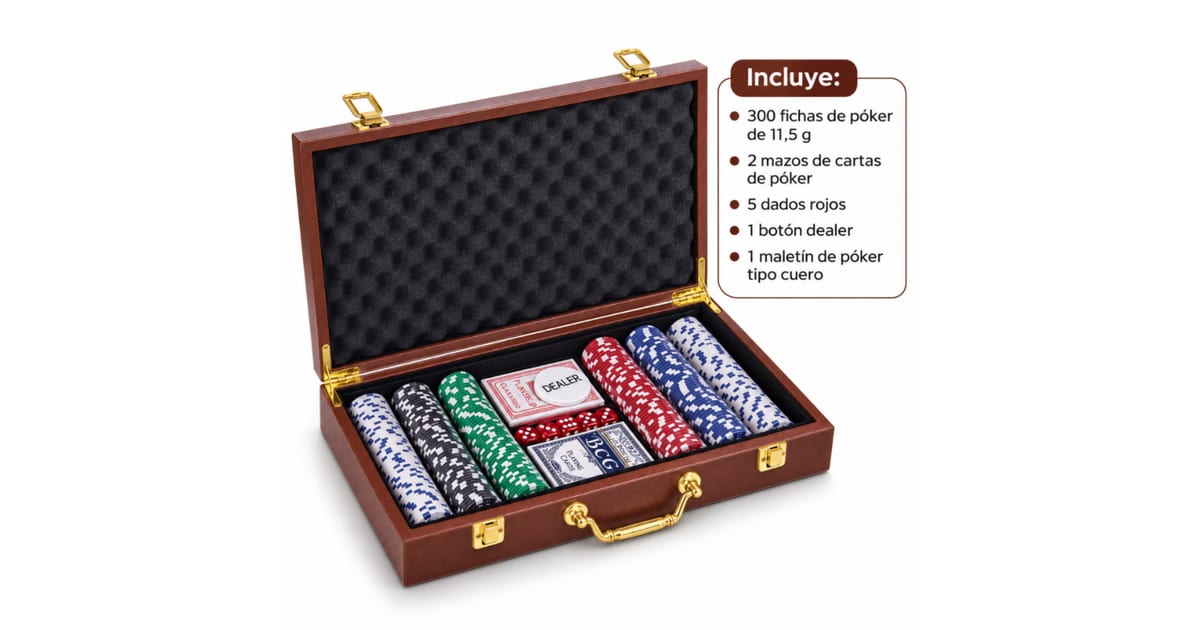 Incluye:
300 fichas de póker
de 11,5 g
2 mazos de cartas
de póker
5 dados rojos
1 botón dealer
1 maletín de póker
tipo cuero
DEALER
PLAYING
CARDS
BCG